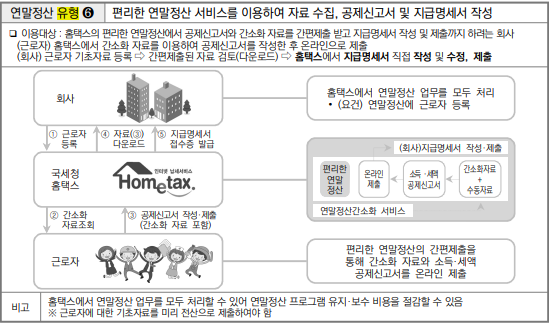 연말정산 유형 ❻ 편리한 연말정산 서비스를 이용하여 자료 수집, 공제신고서 및 지급명세서 작성
❏ 이용대상 : 홈택스의 편리한 연말정산에서 공제신고서와 간소화 자료를 간편제출 받고 지급명세서 작성 및 제출까지 하려는 회사
(근로자) 홈택스에서 간소화 자료를 이용하여 공제신고서를 작성한 후 온라인으로 제출
(회사) 근로자 기초자료 등록 ⇨ 간편제출된 자료 검토(다운로드) ⇨ 홈택스에서 지급명세서 직접 작성 및 수정, 제출
회사
홈택스에서 연말정산 업무를 모두 처리
• (요건) 연말정산에 근로자 등록
① 근로자 등록
④ 자료(③) 다운로드
⑤ 지급명세서 접수증 발급
국세청 홈택스
인터넷 납세서비스
Hometax.
(회사)지급명세서 작성·제출
편리한 연말 정산
온라인 제출
소득·세액 공제신고서
간소화자료 + 수동자료
연말정산간소화 서비스
② 간소화 자료조회
③ 공제신고서 작성·제출 (간소화 자료 포함)
근로자
편리한 연말정산의 간편제출을
통해 간소화 자료와 소득·세액
공제신고서를 온라인 제출
비고
홈택스에서 연말정산 업무를 모두 처리할 수 있어 연말정산 프로그램 유지·보수 비용을 절감할 수 있음
※ 근로자에 대한 기초자료를 미리 전산으로 제출하여야 함